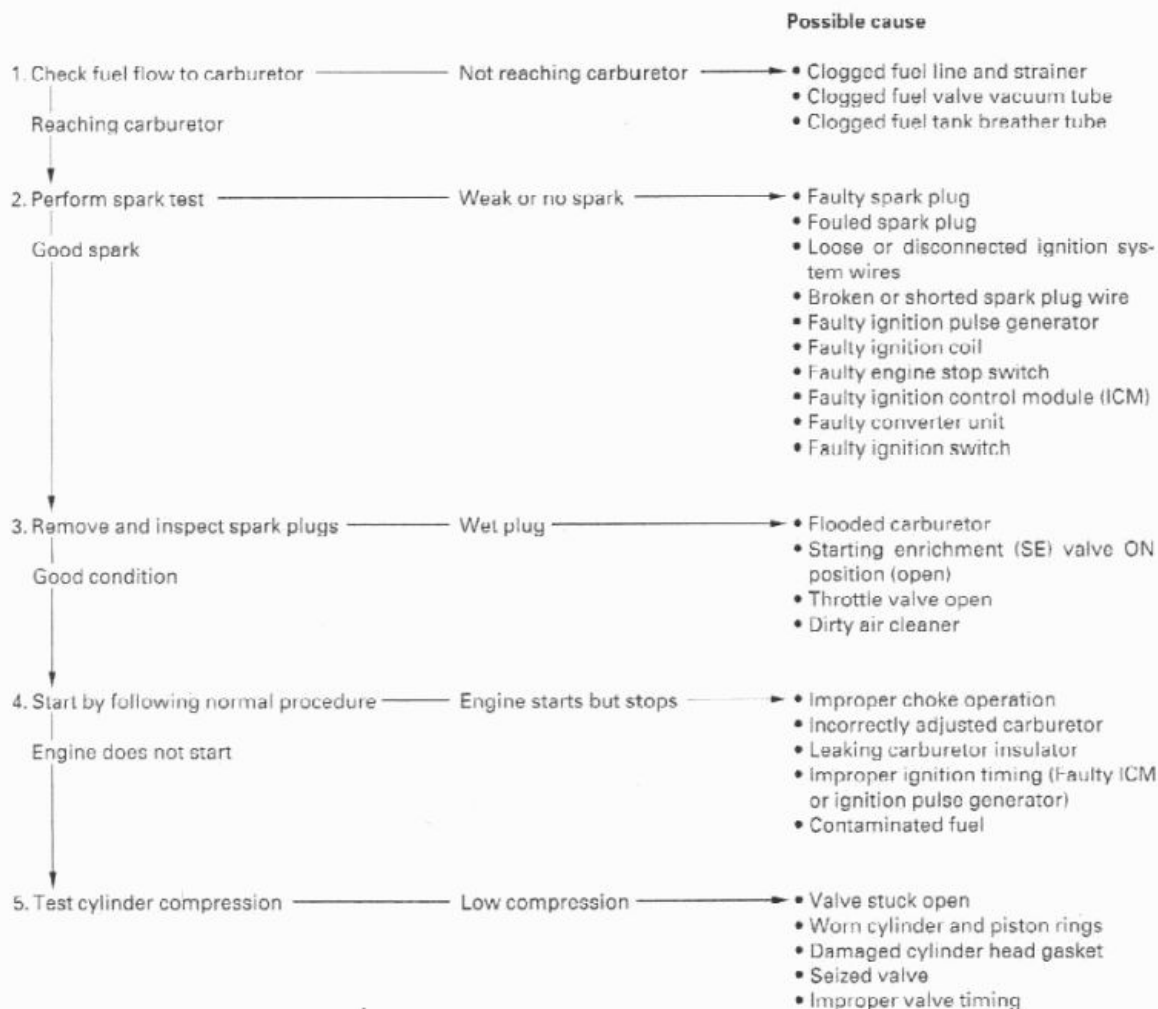 Possible cause
1. Check fuel flow to carburetor Not reaching carburetor • Clogged fuel line and strainer
• Clogged fuel valve vacuum tube
Reaching carburetor • Clogged fuel tank breather tube
2. Perform spark test Weak or no spark • Faulty spark plug
• Fouled spark plug
Good spark • Loose or disconnected ignition sys-
tem wires
• Broken or shorted spark plug wire
• Faulty ignition pulse generator
• Faulty ignition coil
• Faulty engine stop switch
• Faulty ignition control module (ICM)
• Faulty converter unit
• Faulty ignition switch
3. Remove and inspect spark plugs Wet plug • Flooded carburetor
• Starting enrichment (SE) valve ON
Good condition position (open)
• Throttle valve open
• Dirty air cleaner
4. Start by following normal procedure Engine starts but stops • Improper choke operation
• Incorrectly adjusted carburetor
Engine does not start • Leaking carburetor insulator
• Improper ignition timing (Faulty ICM
or ignition pulse generator)
• Contaminated fuel
5. Test cylinder compression Low compression • Valve stuck open
• Worn cylinder and piston rings
• Damaged cylinder head gasket
• Seized valve
• Improper valve timing